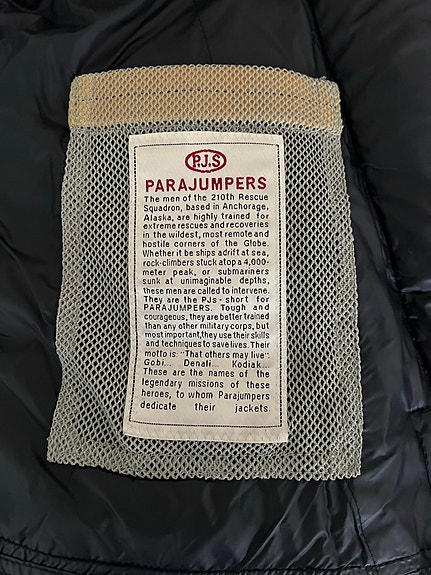 P.J.S
PARAJUMPERS
The men of the 210th Rescue
Squadron, based in Anchorage,
Alaska, are highly trained for
extreme rescues and recoveries
in the wildest, most remote and
hostile corners of the Globe.
Whether it be ships adrift at sea,
rock-climbers stuck atop a 4,000-
meter peak, or submariners
sunk at unimaginable depths,
these men are called to intervene.
They are the PJs - short for
PARAJUMPERS. Tough and
courageous, they are better trained
than any other military corps, but
most important,they use their skills
and techniques to save lives. Their
motto is: "That others may live".
Gobi... Denali... Kodiak...
These are the names of the
legendary missions of these
heroes, to whom Parajumpers
dedicate their jackets.